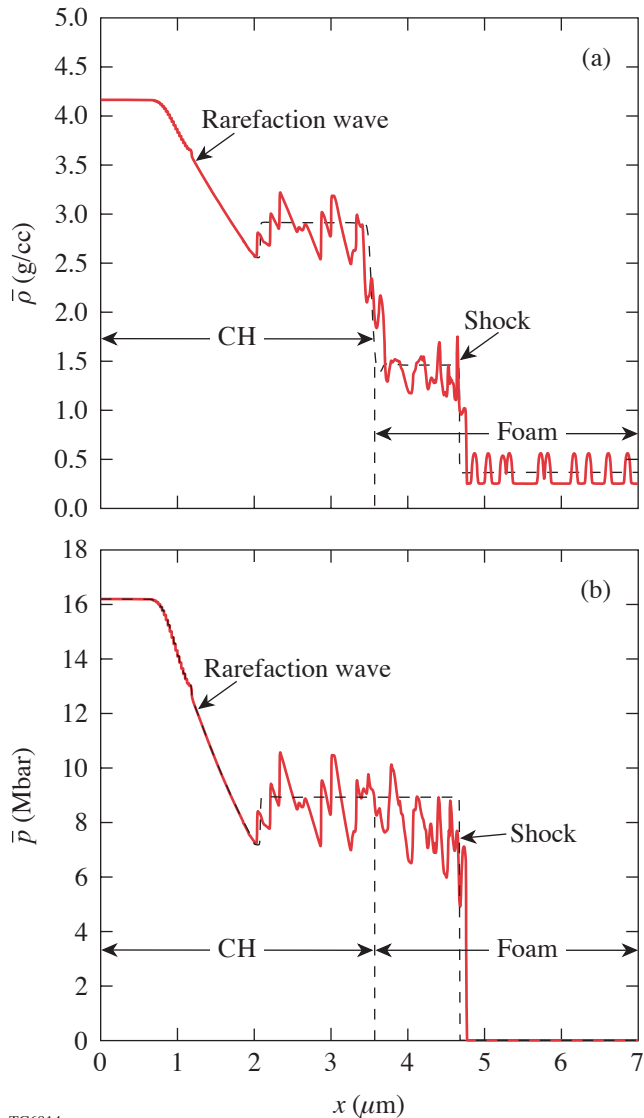 5.0
4.5
4.0
3.5
3.0
2.5
2.0
1.5
1.0
0.5
0.0
ρ̄ (g/cc)
(a)
Rarefaction wave
Shock
CH
Foam
18
16
14
12
10
8
6
4
2
0
p̄ (Mbar)
(b)
Rarefaction wave
Shock
CH
Foam
0 1 2 3 4 5 6 7
x (μm)